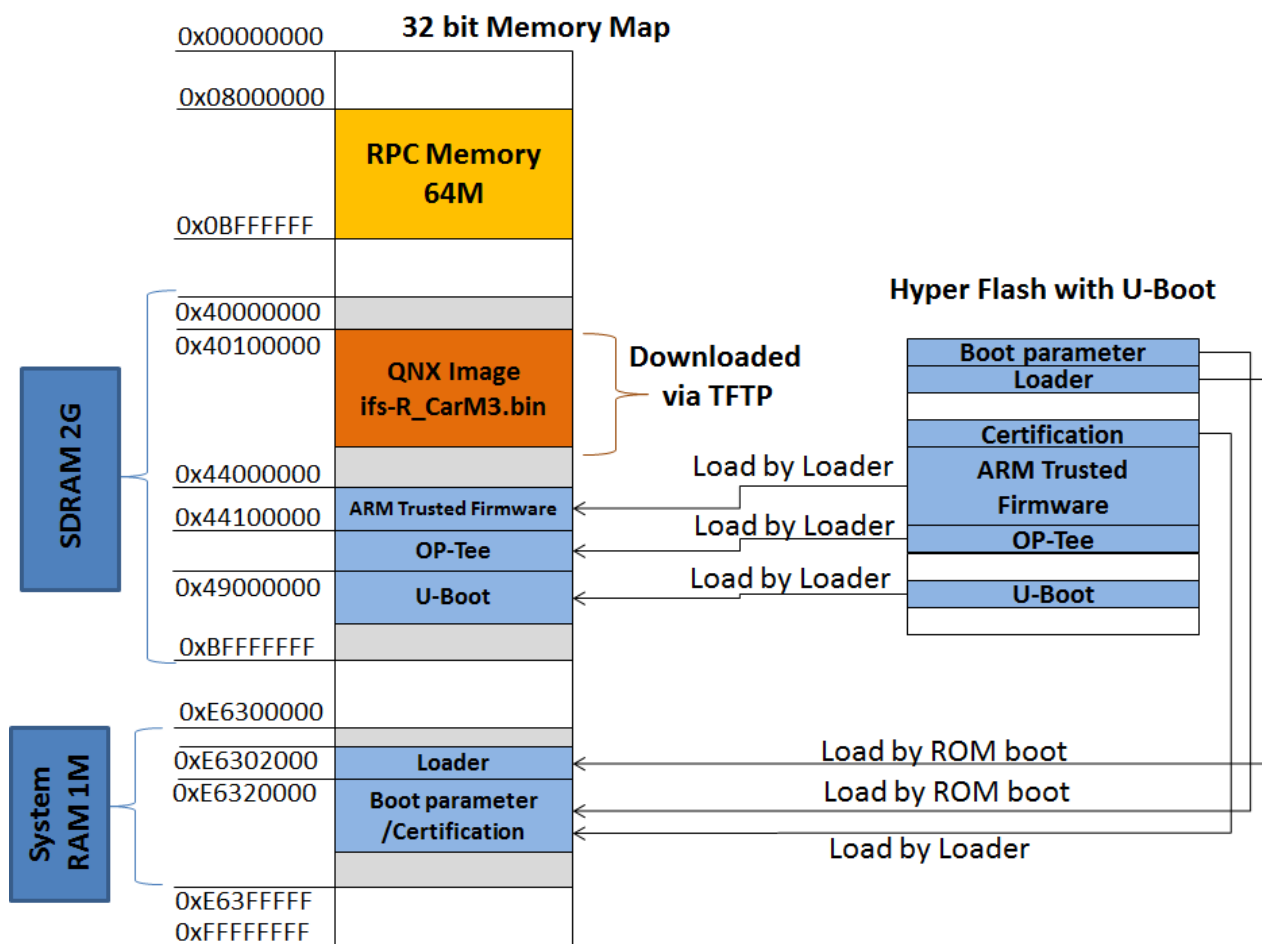 32 bit Memory Map
0x00000000
0x08000000
RPC Memory
64M
0x0BFFFFFF
0x40000000
0x40100000
QNX Image
ifs-R_CarM3.bin
Downloaded
via TFTP
SDRAM 2G
0x44000000
ARM Trusted Firmware
0x44100000
OP-Tee
0x49000000
U-Boot
0xBFFFFFFF
0xE6300000
System
RAM 1M
0xE6302000
Loader
0xE6320000
Boot parameter
/Certification
0xE63FFFFF
0xFFFFFFFF
Hyper Flash with U-Boot
Boot parameter
Loader
Certification
ARM Trusted
Firmware
OP-Tee
U-Boot
Load by Loader
Load by Loader
Load by Loader
Load by ROM boot
Load by ROM boot
Load by Loader